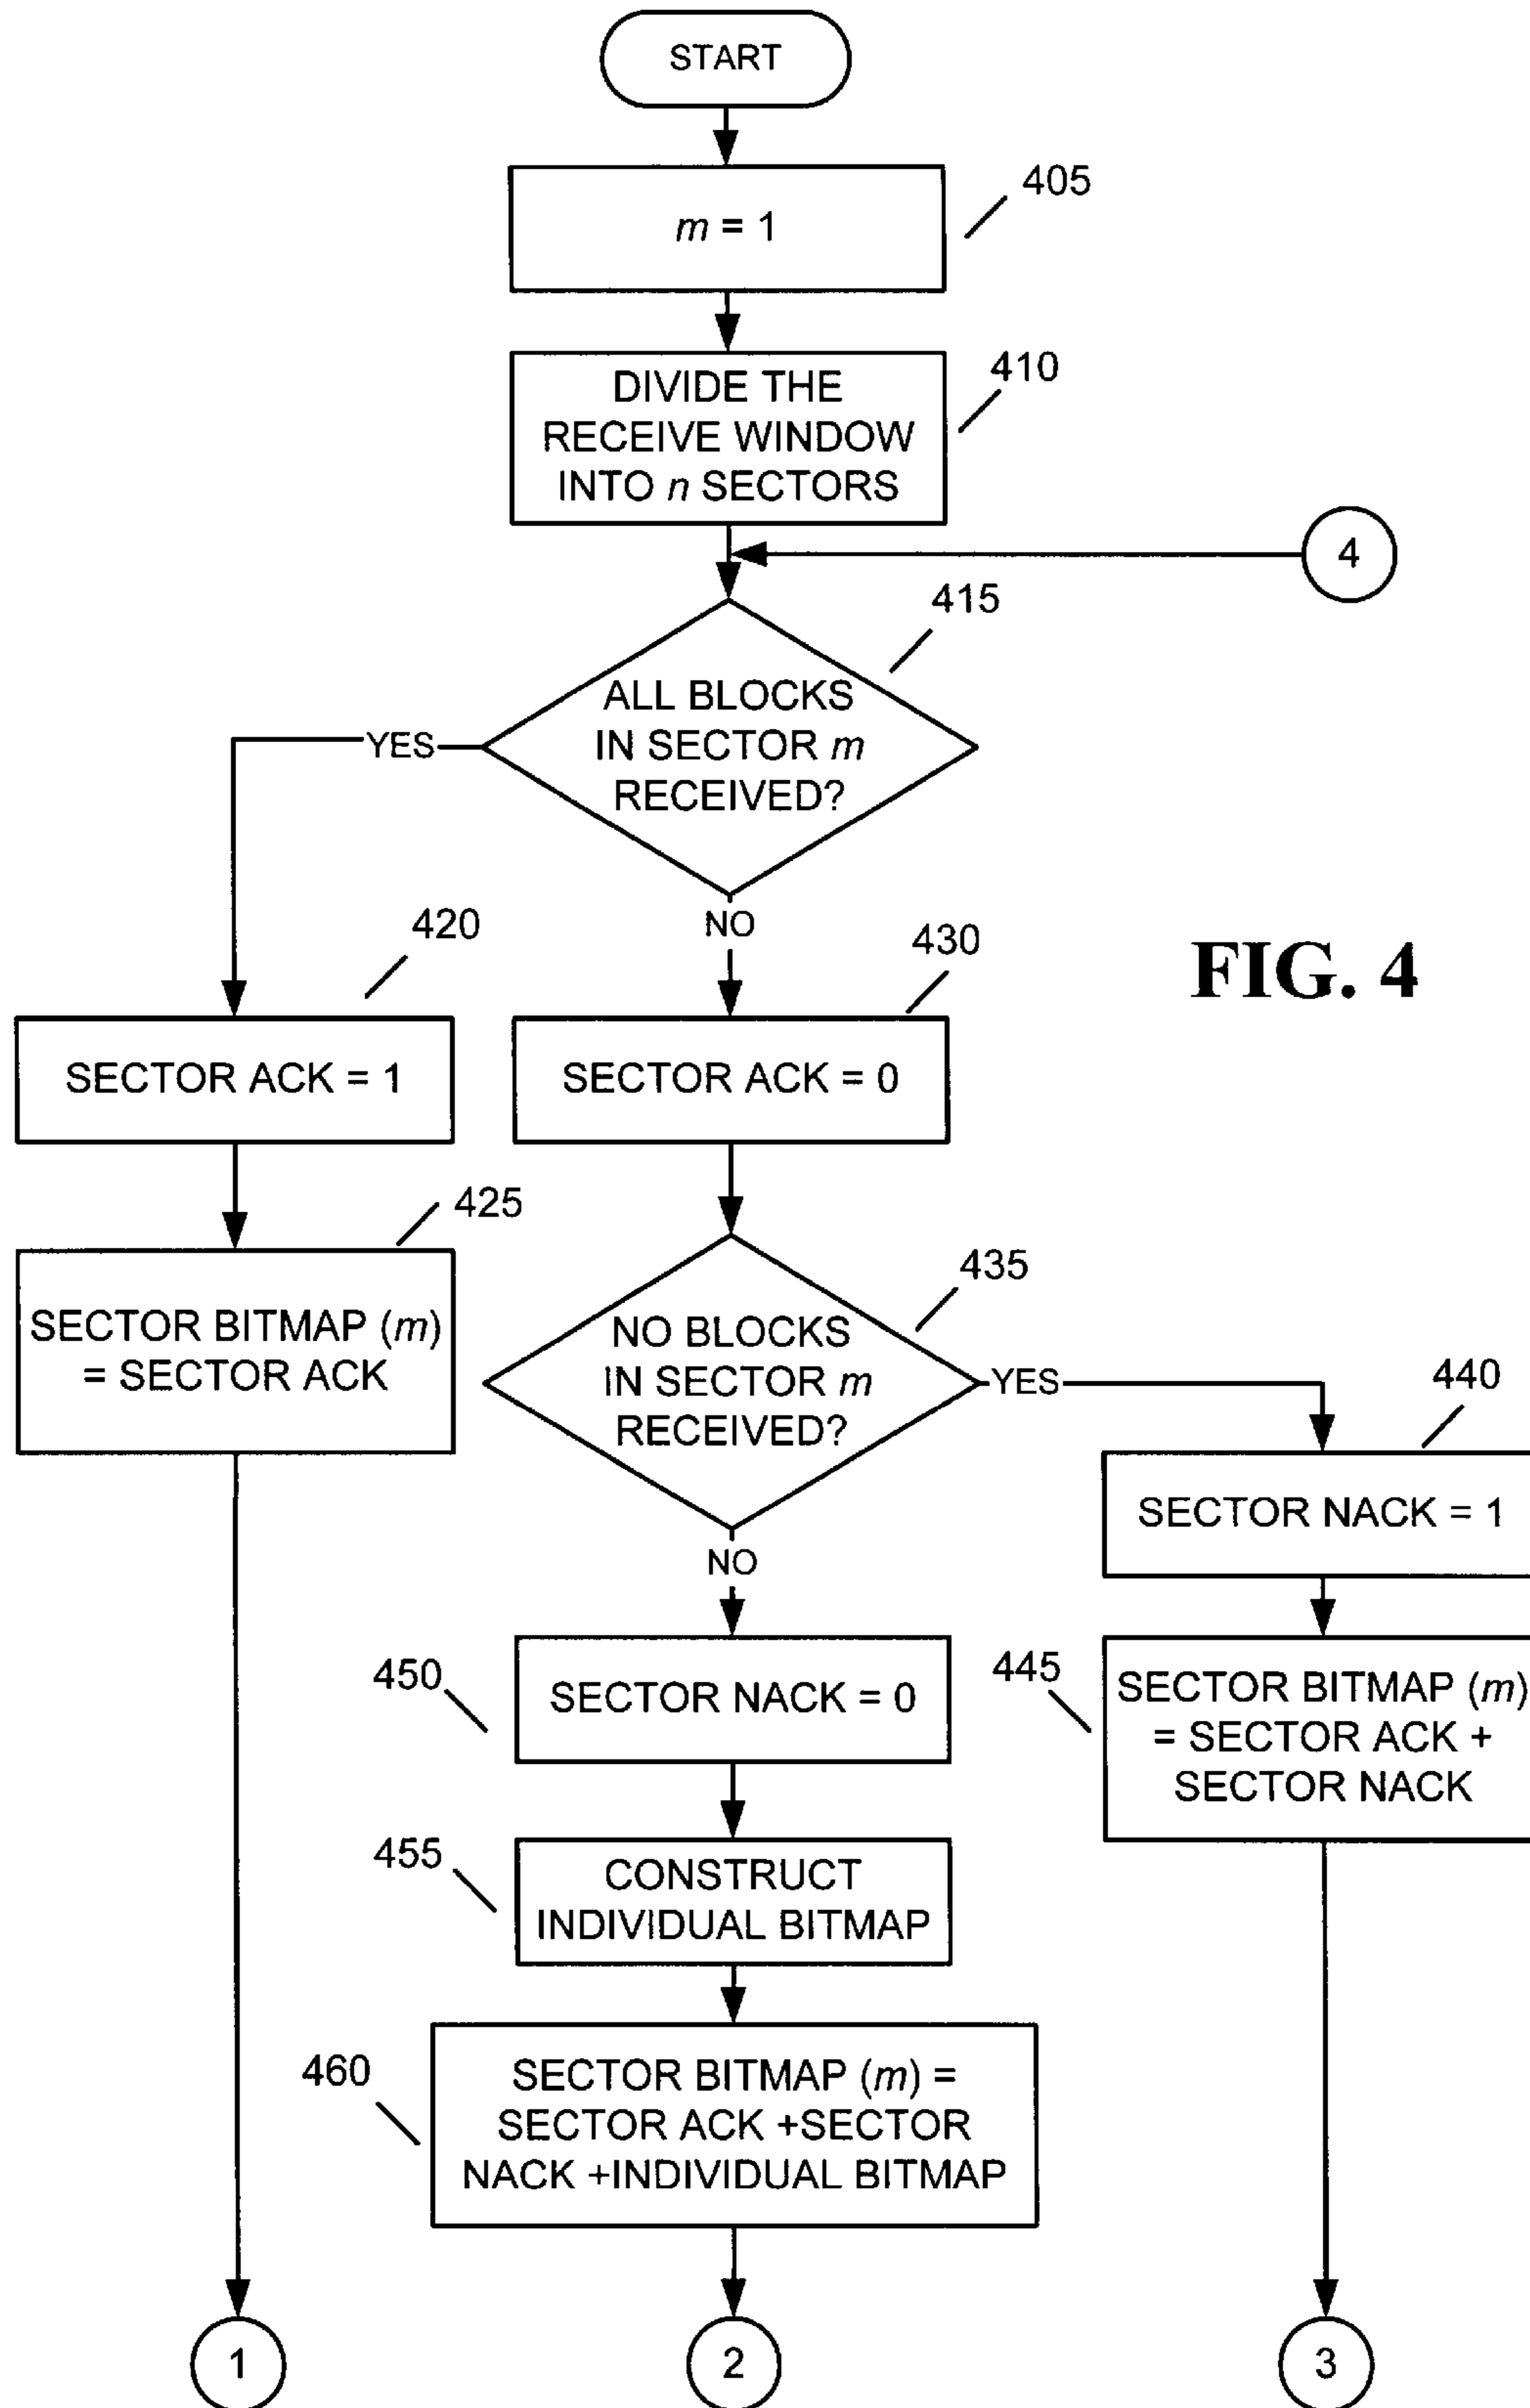 START
405
m = 1
410
DIVIDE THE
RECEIVE WINDOW
INTO n SECTORS
4
415
ALL BLOCKS
IN SECTOR m
RECEIVED?
YES
NO
FIG. 4
420
430
SECTOR ACK = 1
SECTOR ACK = 0
425
435
SECTOR BITMAP (m)
= SECTOR ACK
NO BLOCKS
IN SECTOR m
RECEIVED?
YES
440
SECTOR NACK = 1
NO
450
SECTOR NACK = 0
445
SECTOR BITMAP (m)
= SECTOR ACK +
SECTOR NACK
455
CONSTRUCT
INDIVIDUAL BITMAP
460
SECTOR BITMAP (m) =
SECTOR ACK +SECTOR
NACK +INDIVIDUAL BITMAP
1
2
3